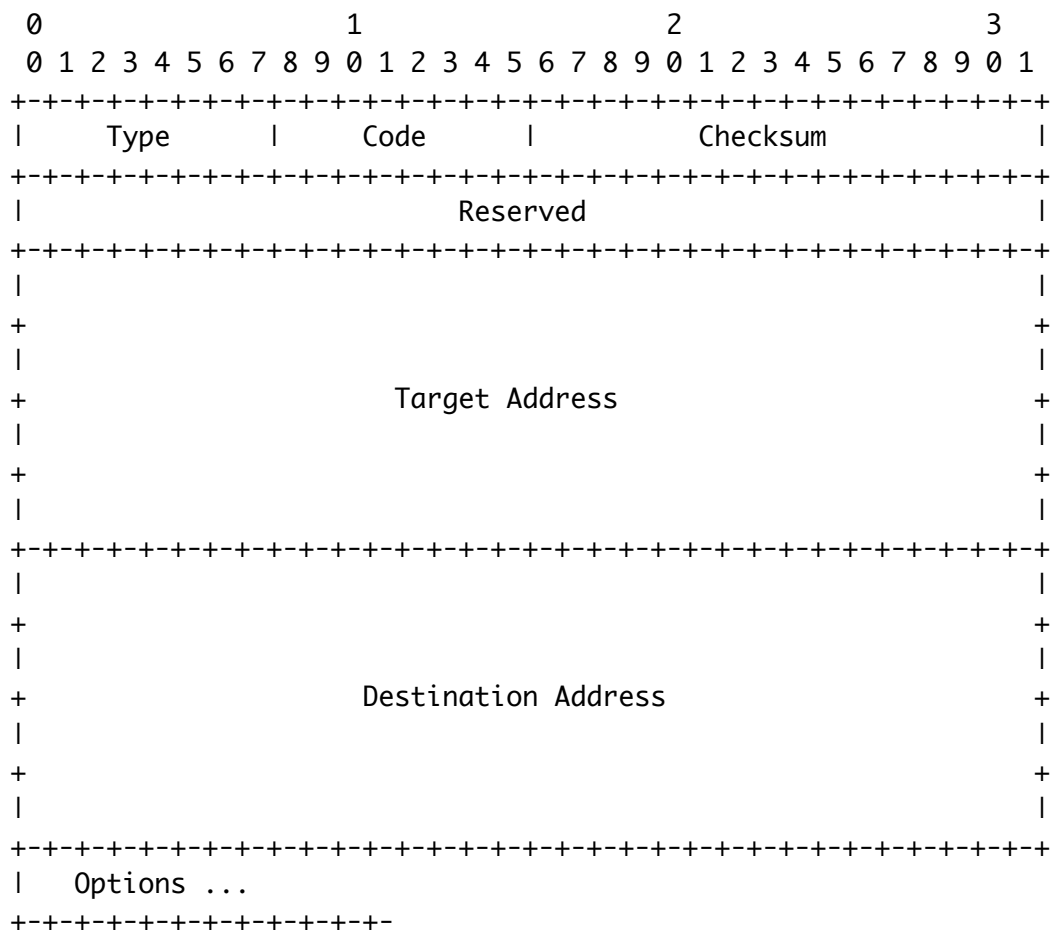 0                   1                   2                   3
 0 1 2 3 4 5 6 7 8 9 0 1 2 3 4 5 6 7 8 9 0 1 2 3 4 5 6 7 8 9 0 1
+-+-+-+-+-+-+-+-+-+-+-+-+-+-+-+-+-+-+-+-+-+-+-+-+-+-+-+-+-+-+-+-+
|     Type      |     Code      |          Checksum             |
+-+-+-+-+-+-+-+-+-+-+-+-+-+-+-+-+-+-+-+-+-+-+-+-+-+-+-+-+-+-+-+-+
|                           Reserved                            |
+-+-+-+-+-+-+-+-+-+-+-+-+-+-+-+-+-+-+-+-+-+-+-+-+-+-+-+-+-+-+-+-+
|                                                               |
+                                                               +
|                                                               |
+                       Target Address                          +
|                                                               |
+                                                               +
|                                                               |
+-+-+-+-+-+-+-+-+-+-+-+-+-+-+-+-+-+-+-+-+-+-+-+-+-+-+-+-+-+-+-+-+
|                                                               |
+                                                               +
|                                                               |
+                     Destination Address                       +
|                                                               |
+                                                               +
|                                                               |
+-+-+-+-+-+-+-+-+-+-+-+-+-+-+-+-+-+-+-+-+-+-+-+-+-+-+-+-+-+-+-+-+
|   Options ...
+-+-+-+-+-+-+-+-+-+-+-+-